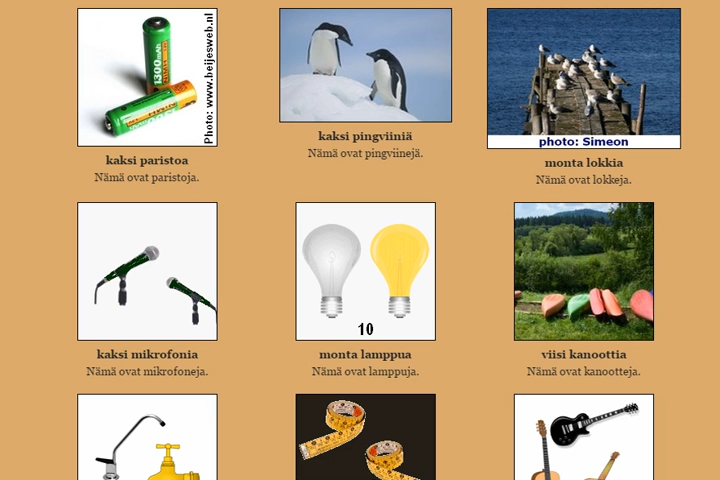 1300mAh
Photo: www.beijesweb.nl
kaksi paristoa
Nämä ovat paristoja.
kaksi pingviiniä
Nämä ovat pingviinejä.
photo: Simeon
monta lokkia
Nämä ovat lokkeja.
kaksi mikrofonia
Nämä ovat mikrofoneja.
10
monta lamppua
Nämä ovat lamppuja.
viisi kanoottia
Nämä ovat kanootteja.